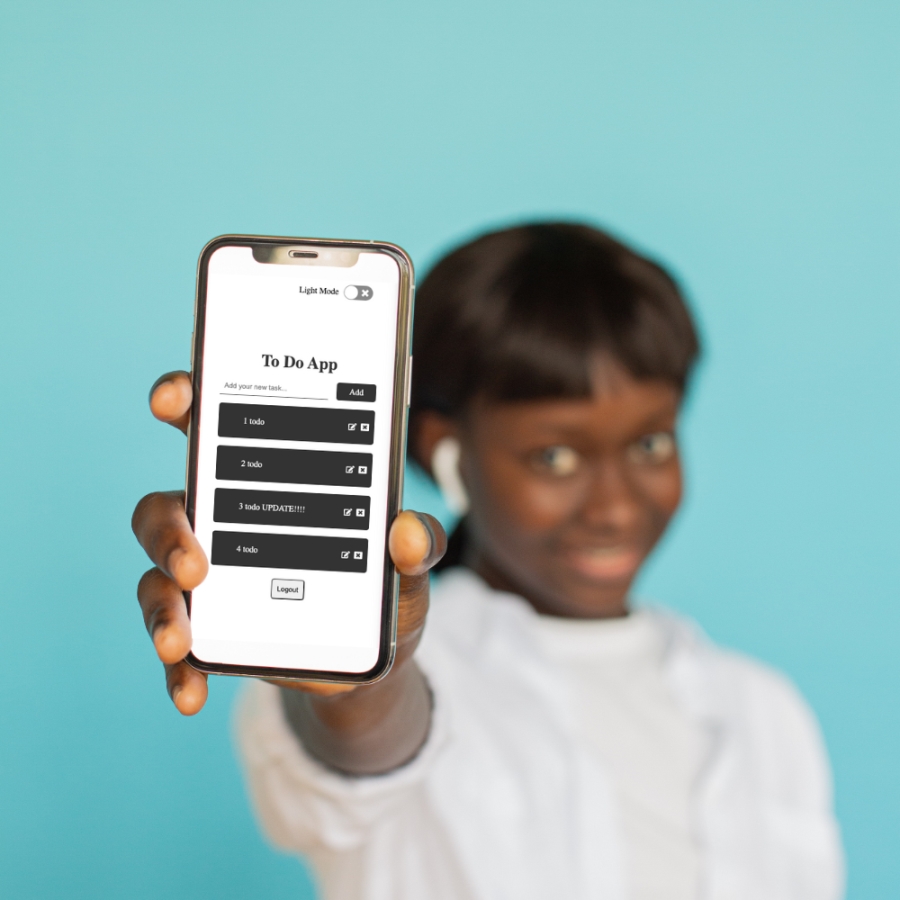 Light Mode
To Do App
Add your new task... Add
1 todo
2 todo
3 todo UPDATE!!!!
4 todo
Logout